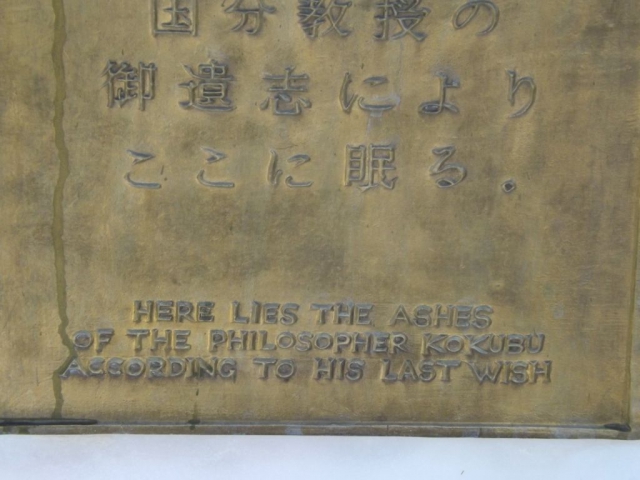 国分教授の
御遺志により
ここに眠る。
HERE LIES THE ASHES
OF THE PHILOSOPHER KOKUBU
ACCORDING TO HIS LAST WISH